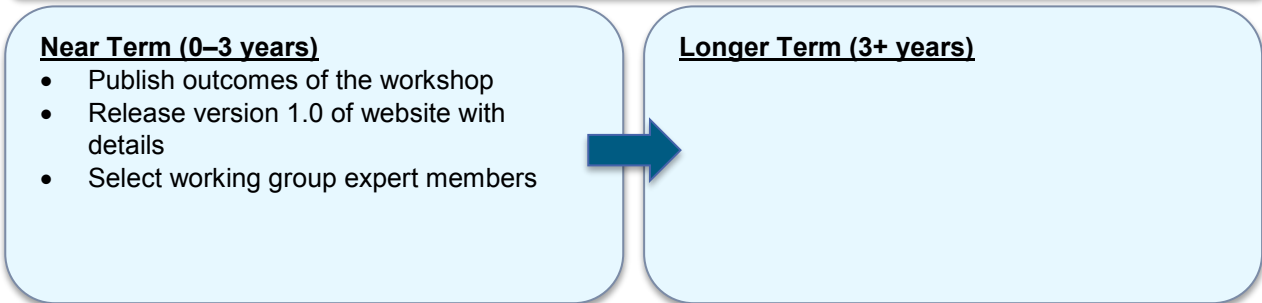 Near Term (0–3 years)
• Publish outcomes of the workshop
• Release version 1.0 of website with
details
• Select working group expert members
Longer Term (3+ years)